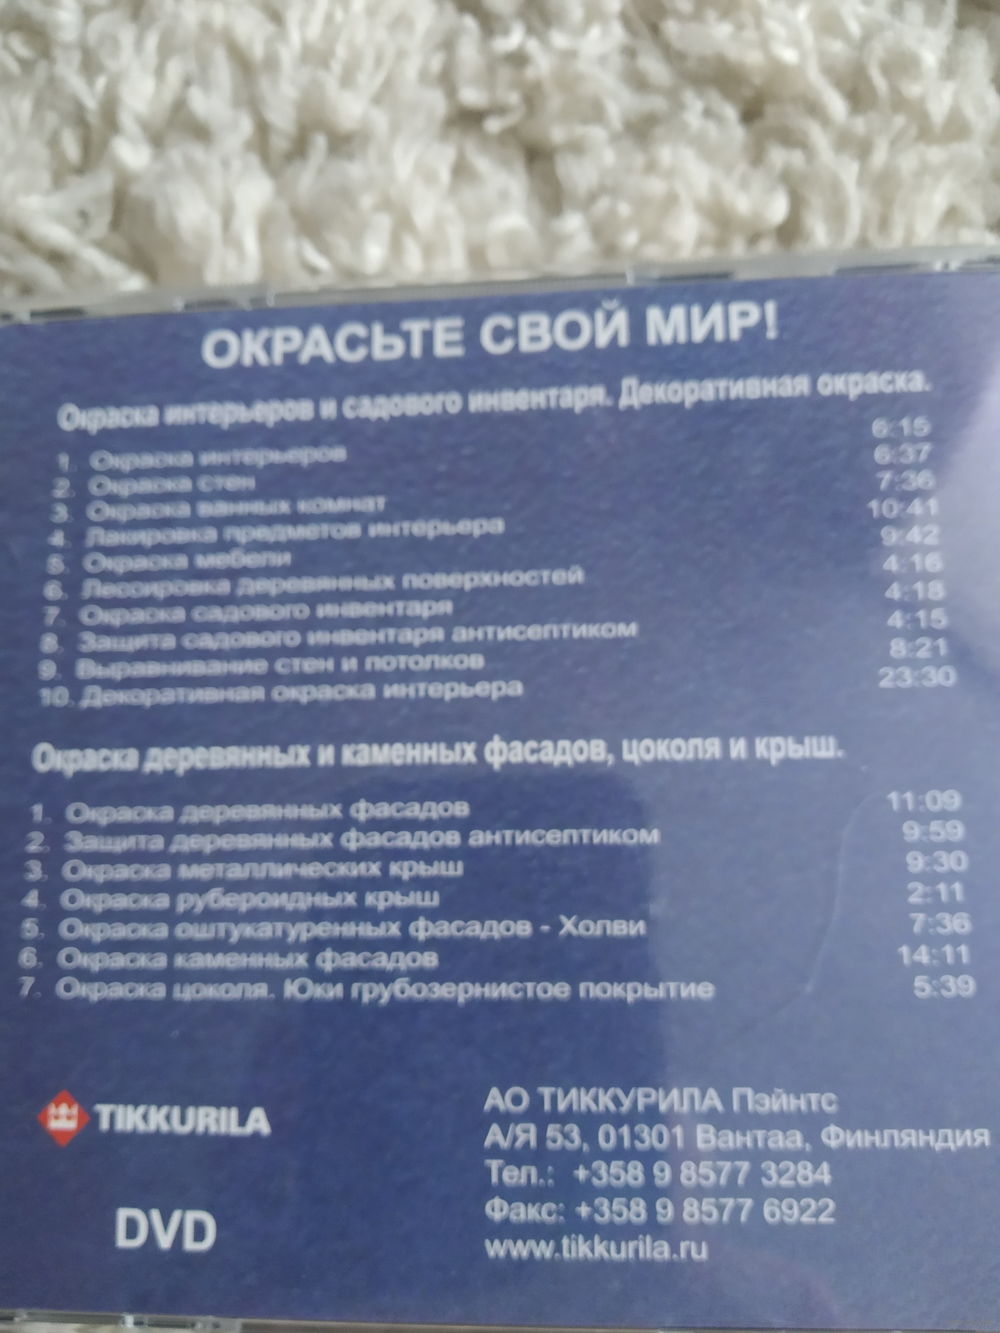 ОКРАСЬТЕ СВОЙ МИР!
Окраска интерьеров и садового инвентаря. Декоративная окраска.
1. Окраска интерьеров 6:15
2. Окраска стен 6:37
3. Окраска ванных комнат 7:36
4. Лакировка предметов интерьера 10:41
5. Окраска мебели 9:42
6. Лессировка деревянных поверхностей 4:16
7. Окраска садового инвентаря 4:18
8. Защита садового инвентаря антисептиком 4:15
9. Выравнивание стен и потолков 8:21
10. Декоративная окраска интерьера 23:30
Окраска деревянных и каменных фасадов, цоколя и крыш.
1. Окраска деревянных фасадов 11:09
2. Защита деревянных фасадов антисептиком 9:59
3. Окраска металлических крыш 9:30
4. Окраска рубероидных крыш 2:11
5. Окраска оштукатуренных фасадов - Холви 7:36
6. Окраска каменных фасадов 14:11
7. Окраска цоколя. Юки грубозернистое покрытие 5:39
TIKKURILA
DVD
АО ТИККУРИЛА Пэйнтс
А/Я 53, 01301 Вантаа, Финляндия
Тел.: +358 9 8577 3284
Факс: +358 9 8577 6922
www.tikkurila.ru